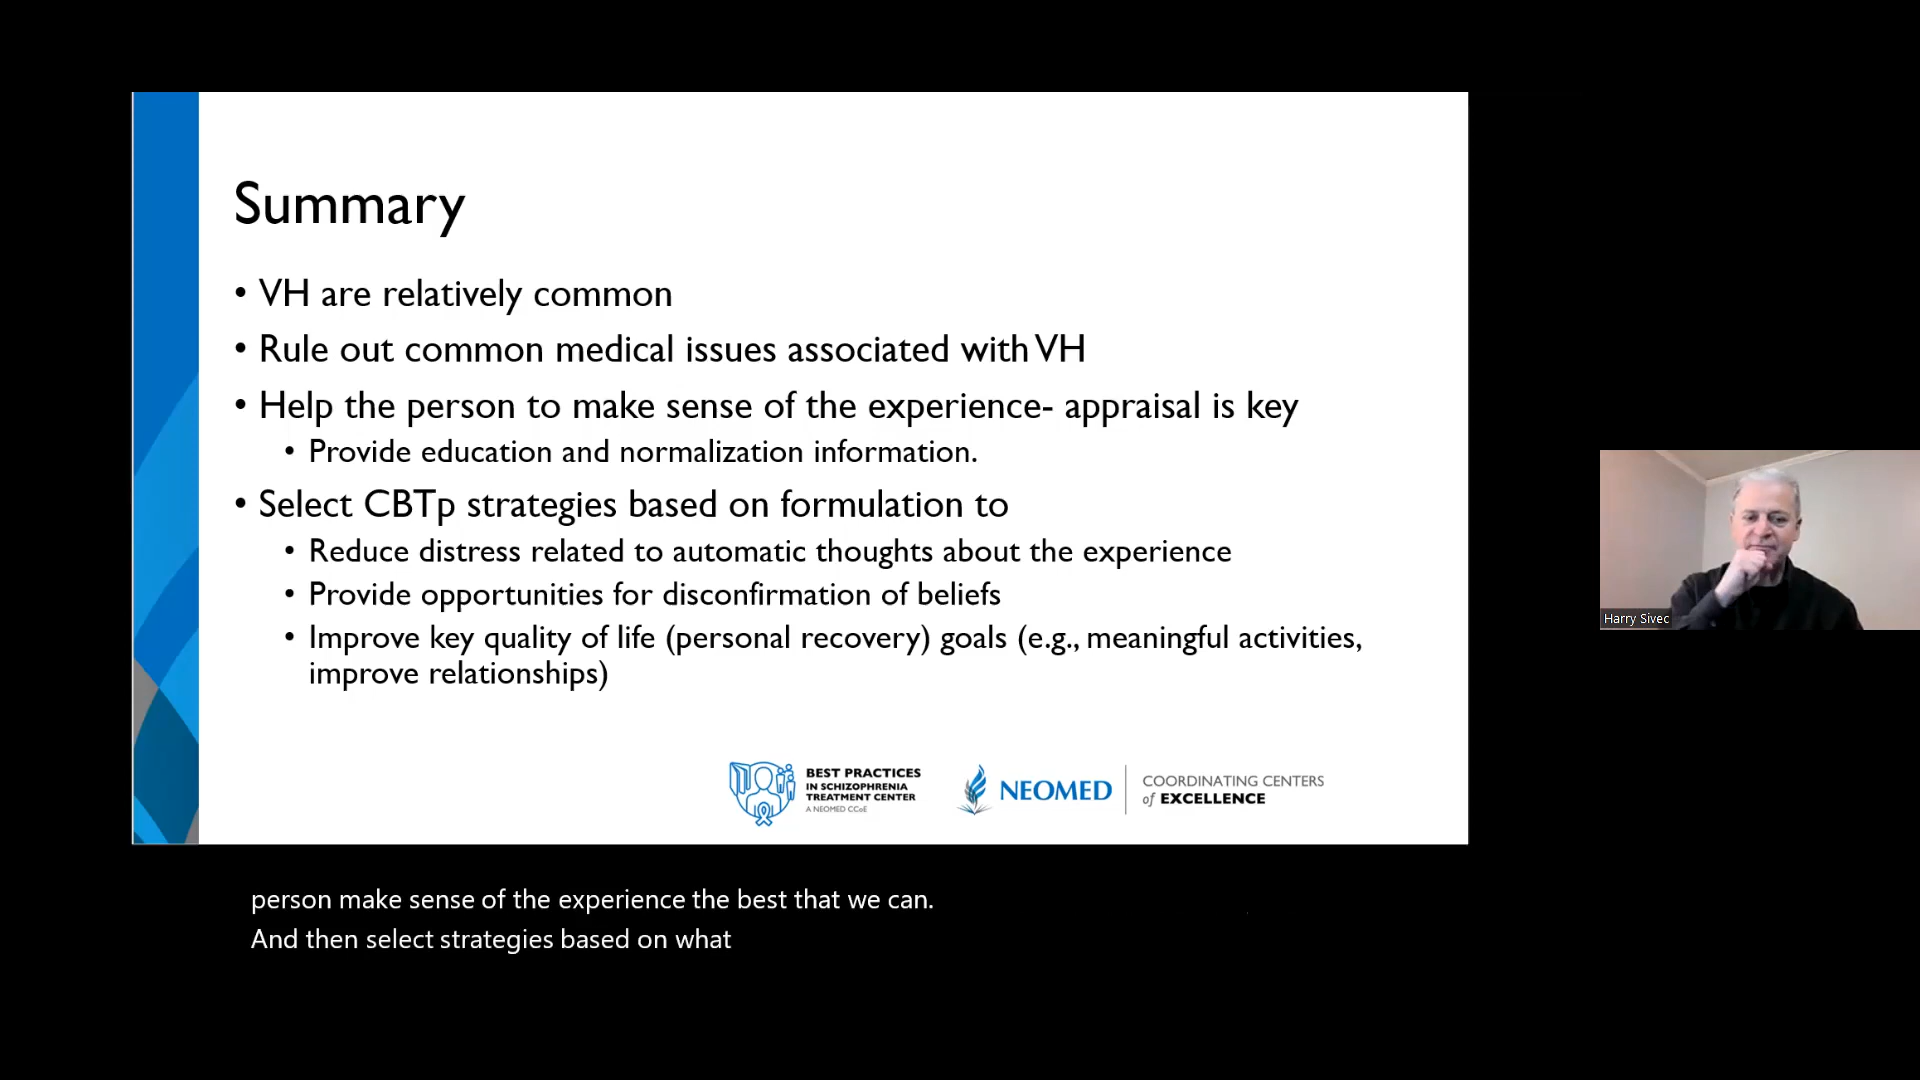 Summary
• VH are relatively common
• Rule out common medical issues associated with VH
• Help the person to make sense of the experience- appraisal is key
• Provide education and normalization information.
• Select CBTp strategies based on formulation to
• Reduce distress related to automatic thoughts about the experience
• Provide opportunities for disconfirmation of beliefs
• Improve key quality of life (personal recovery) goals (e.g., meaningful activities,
improve relationships)
BEST PRACTICES
IN SCHIZOPHRENIA
TREATMENT CENTER
A NEOMED CCoE
NEOMED
COORDINATING CENTERS
of EXCELLENCE
Harry Sivec
person make sense of the experience the best that we can.
And then select strategies based on what